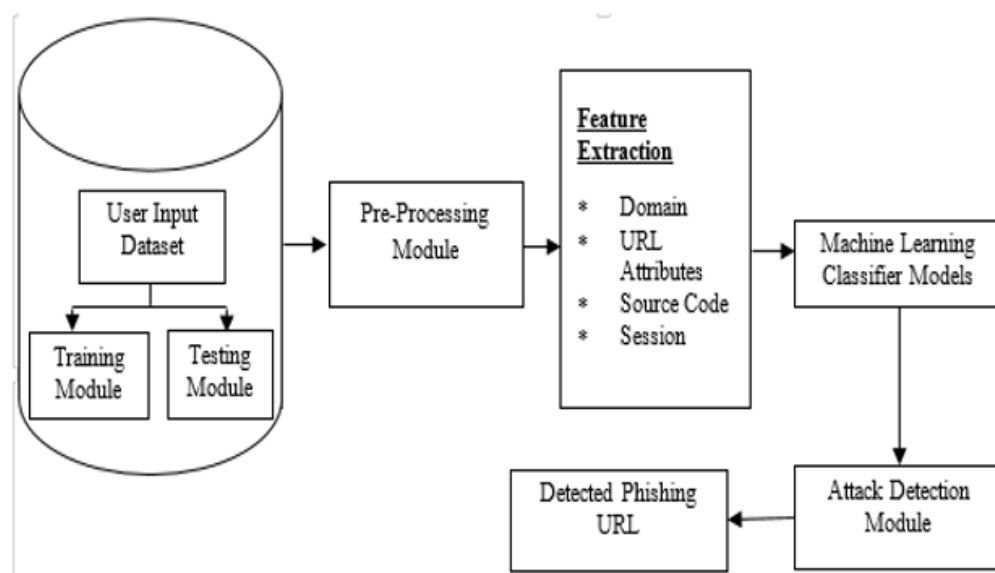 User Input
Dataset
Training
Module
Testing
Module
Pre-Processing
Module
Feature
Extraction
* Domain
* URL
Attributes
* Source Code
* Session
Machine Learning
Classifier Models
Attack Detection
Module
Detected Phishing
URL